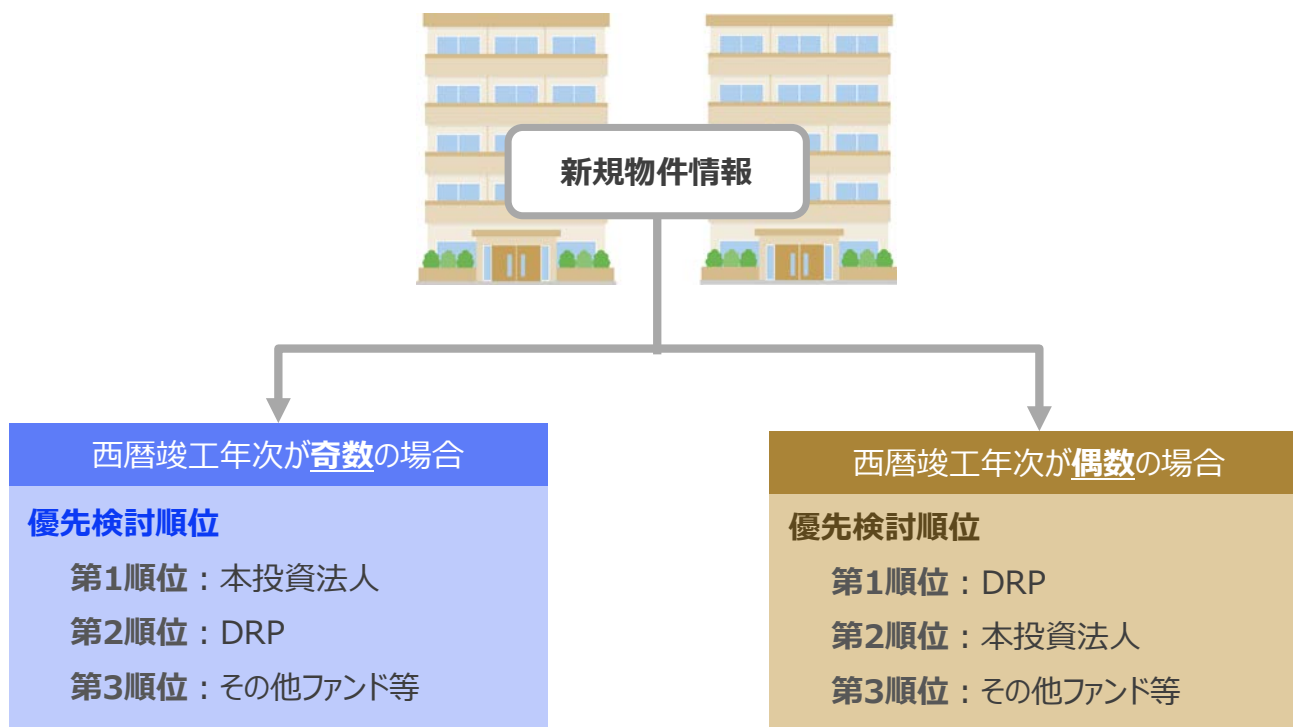 新規物件情報
西暦竣工年次が奇数の場合
優先検討順位
第1順位：本投資法人
第2順位：DRP
第3順位：その他ファンド等
西暦竣工年次が偶数の場合
優先検討順位
第1順位：DRP
第2順位：本投資法人
第3順位：その他ファンド等